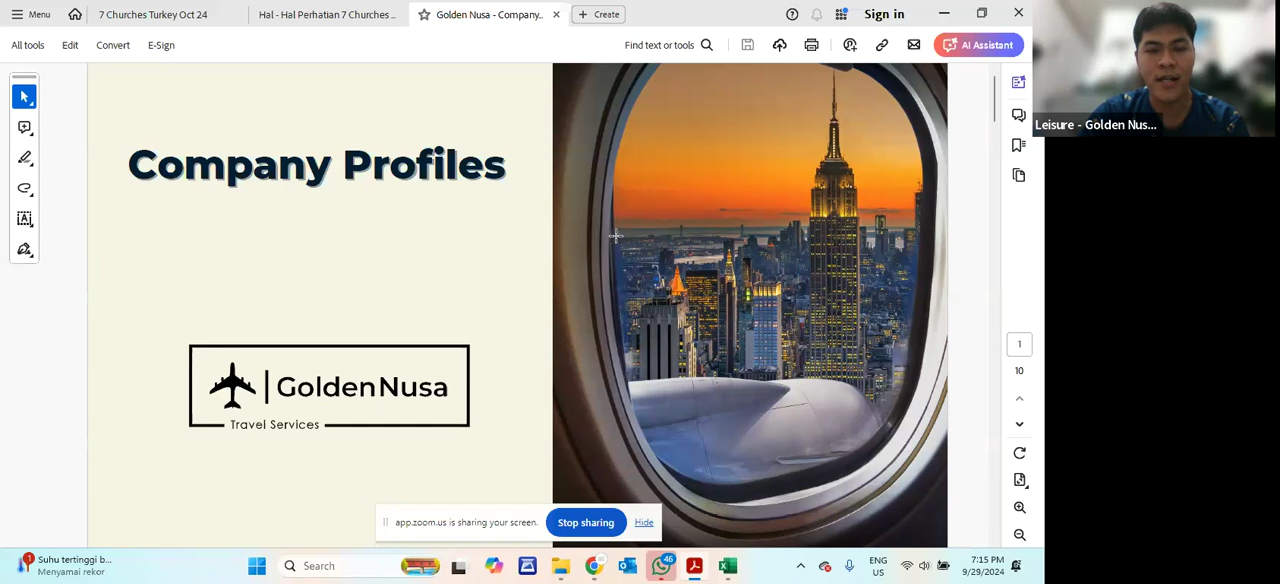 Menu
7 Churches Turkey Oct 24
Hal - Hal Perhatian 7 Churches ...
Golden Nusa - Company...
Create
Sign in
All tools
Edit
Convert
E-Sign
Find text or tools
AI Assistant
Leisure - Golden Nus...
Company Profiles
GoldenNusa
Travel Services
1
10
app.zoom.us is sharing your screen.
Stop sharing
Hide
1
Suhu tertinggi b...
Menyamai rekor
Search
46
ENG
US
7:15 PM
9/29/2024